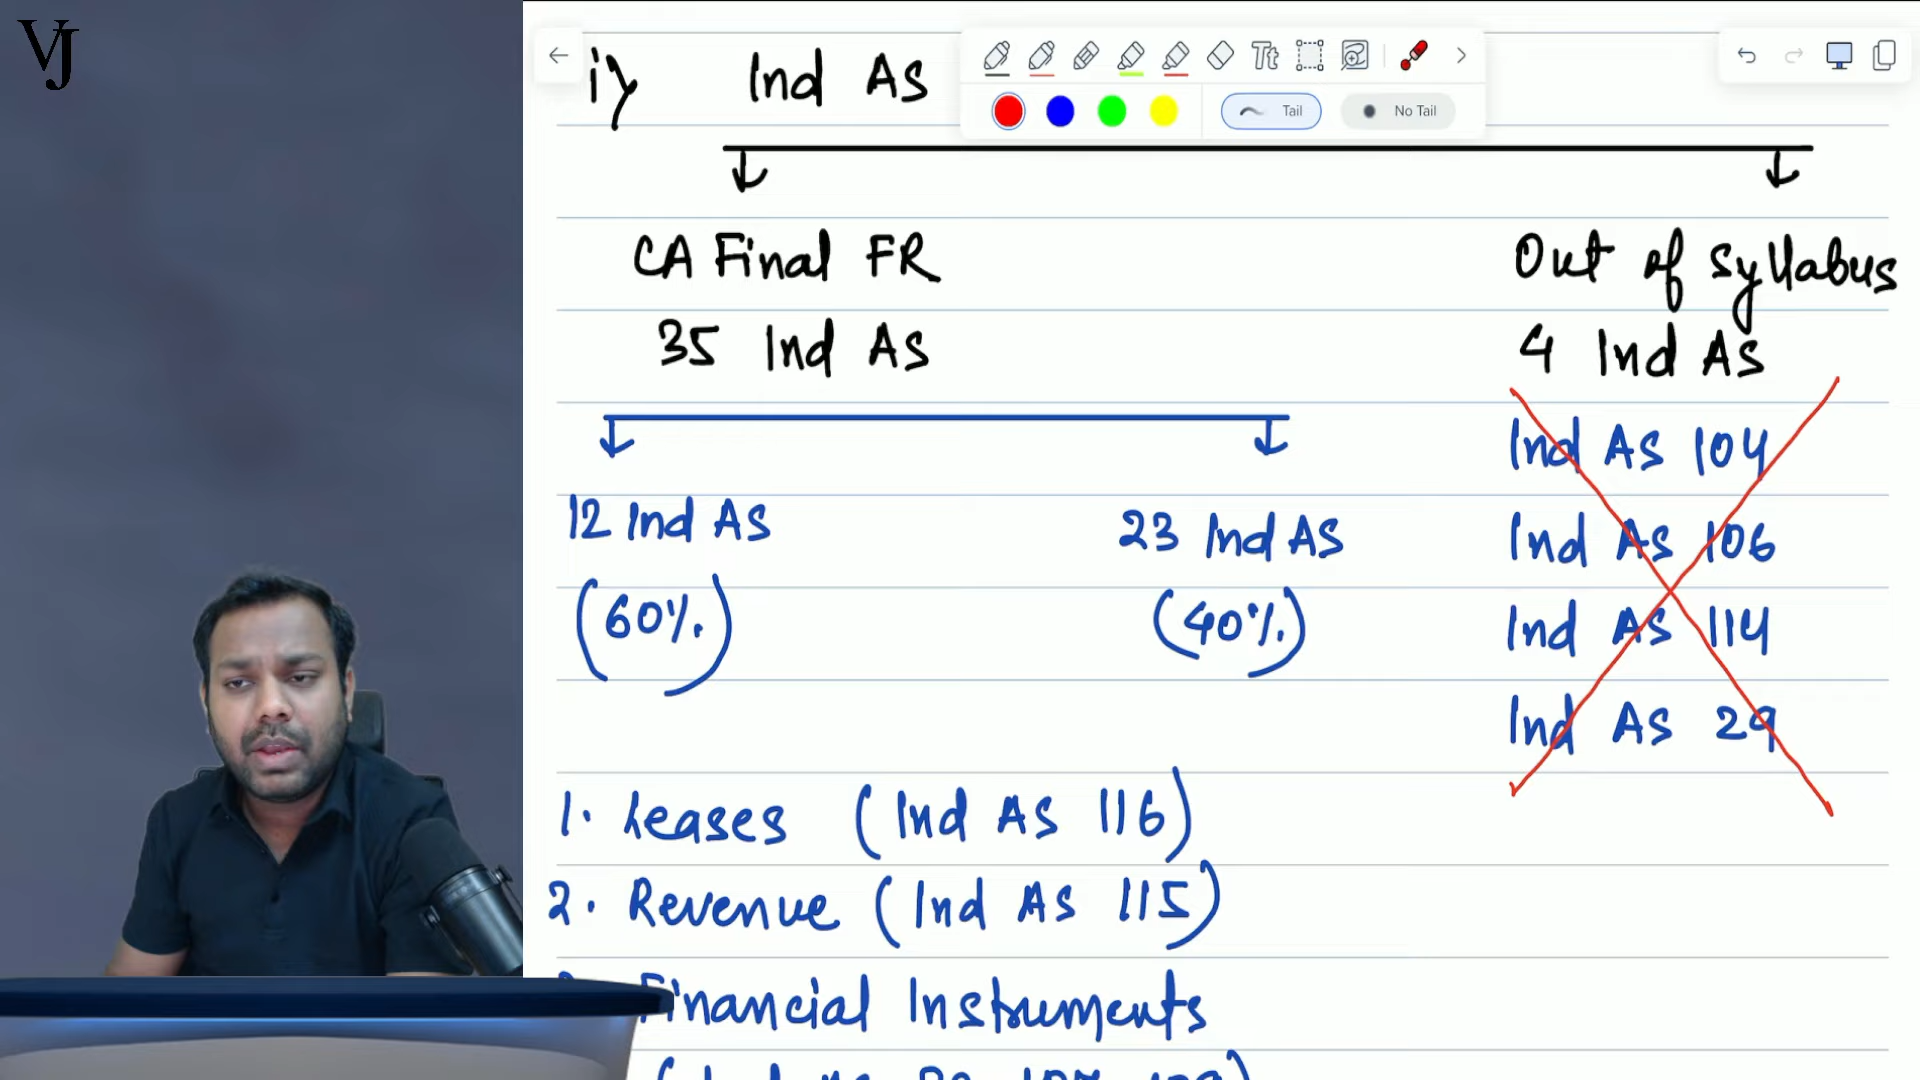 VJ
i) Ind As
Tt
Tail
No Tail
CA Final FR
Out of Syllabus
35 Ind As
4 Ind As
Ind As 104
12 Ind As
23 Ind As
Ind As 106
(60%.)
(40%.)
Ind As 114
Ind As 29
1. Leases (Ind As 116)
2. Revenue (Ind As 115)
Financial Instruments